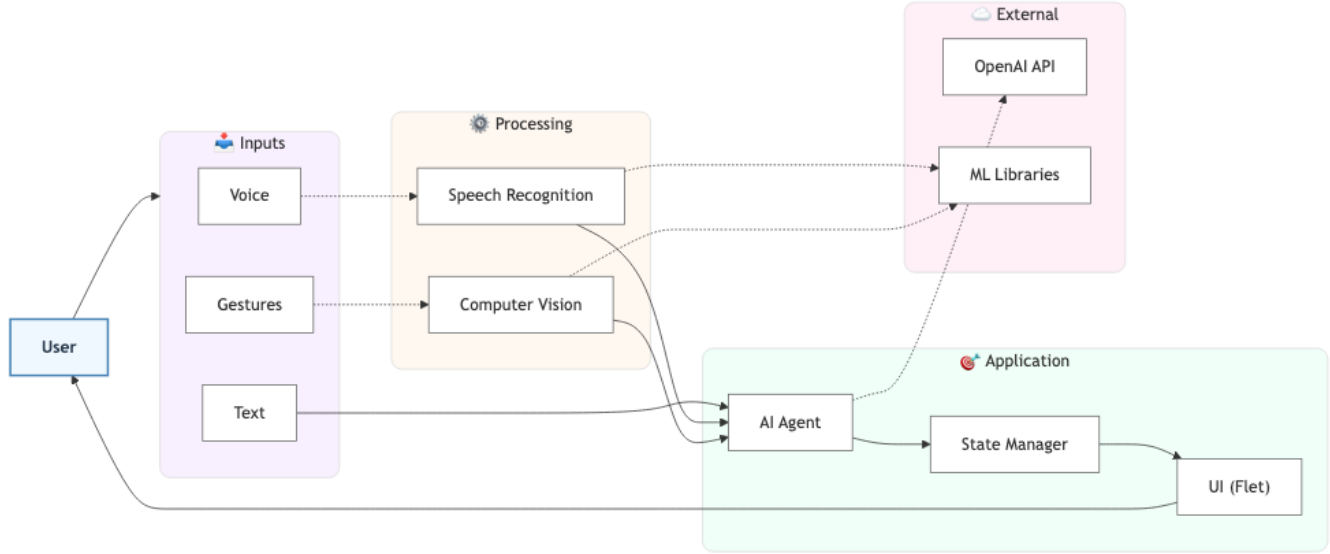 External
OpenAI API
Processing
Inputs
ML Libraries
Voice
Speech Recognition
Gestures
Computer Vision
User
Application
Text
AI Agent
State Manager
UI (Flet)